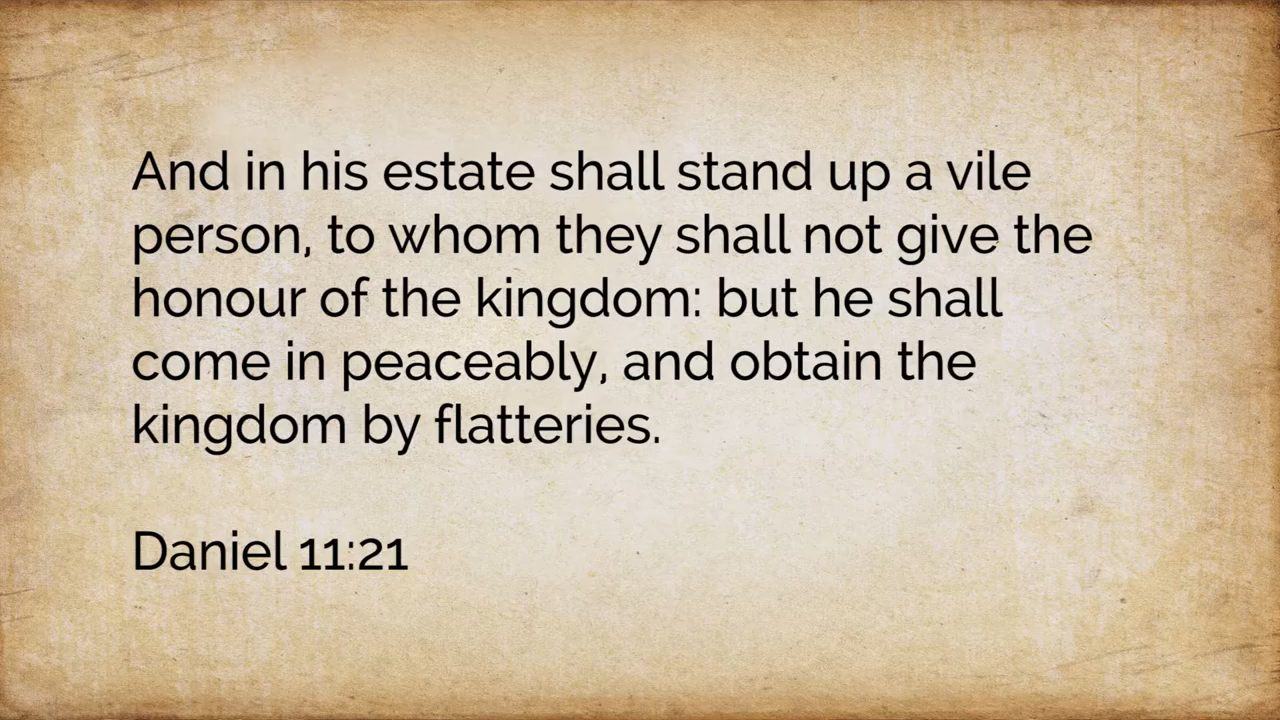 And in his estate shall stand up a vile
person, to whom they shall not give the
honour of the kingdom: but he shall
come in peaceably, and obtain the
kingdom by flatteries.
Daniel 11:21